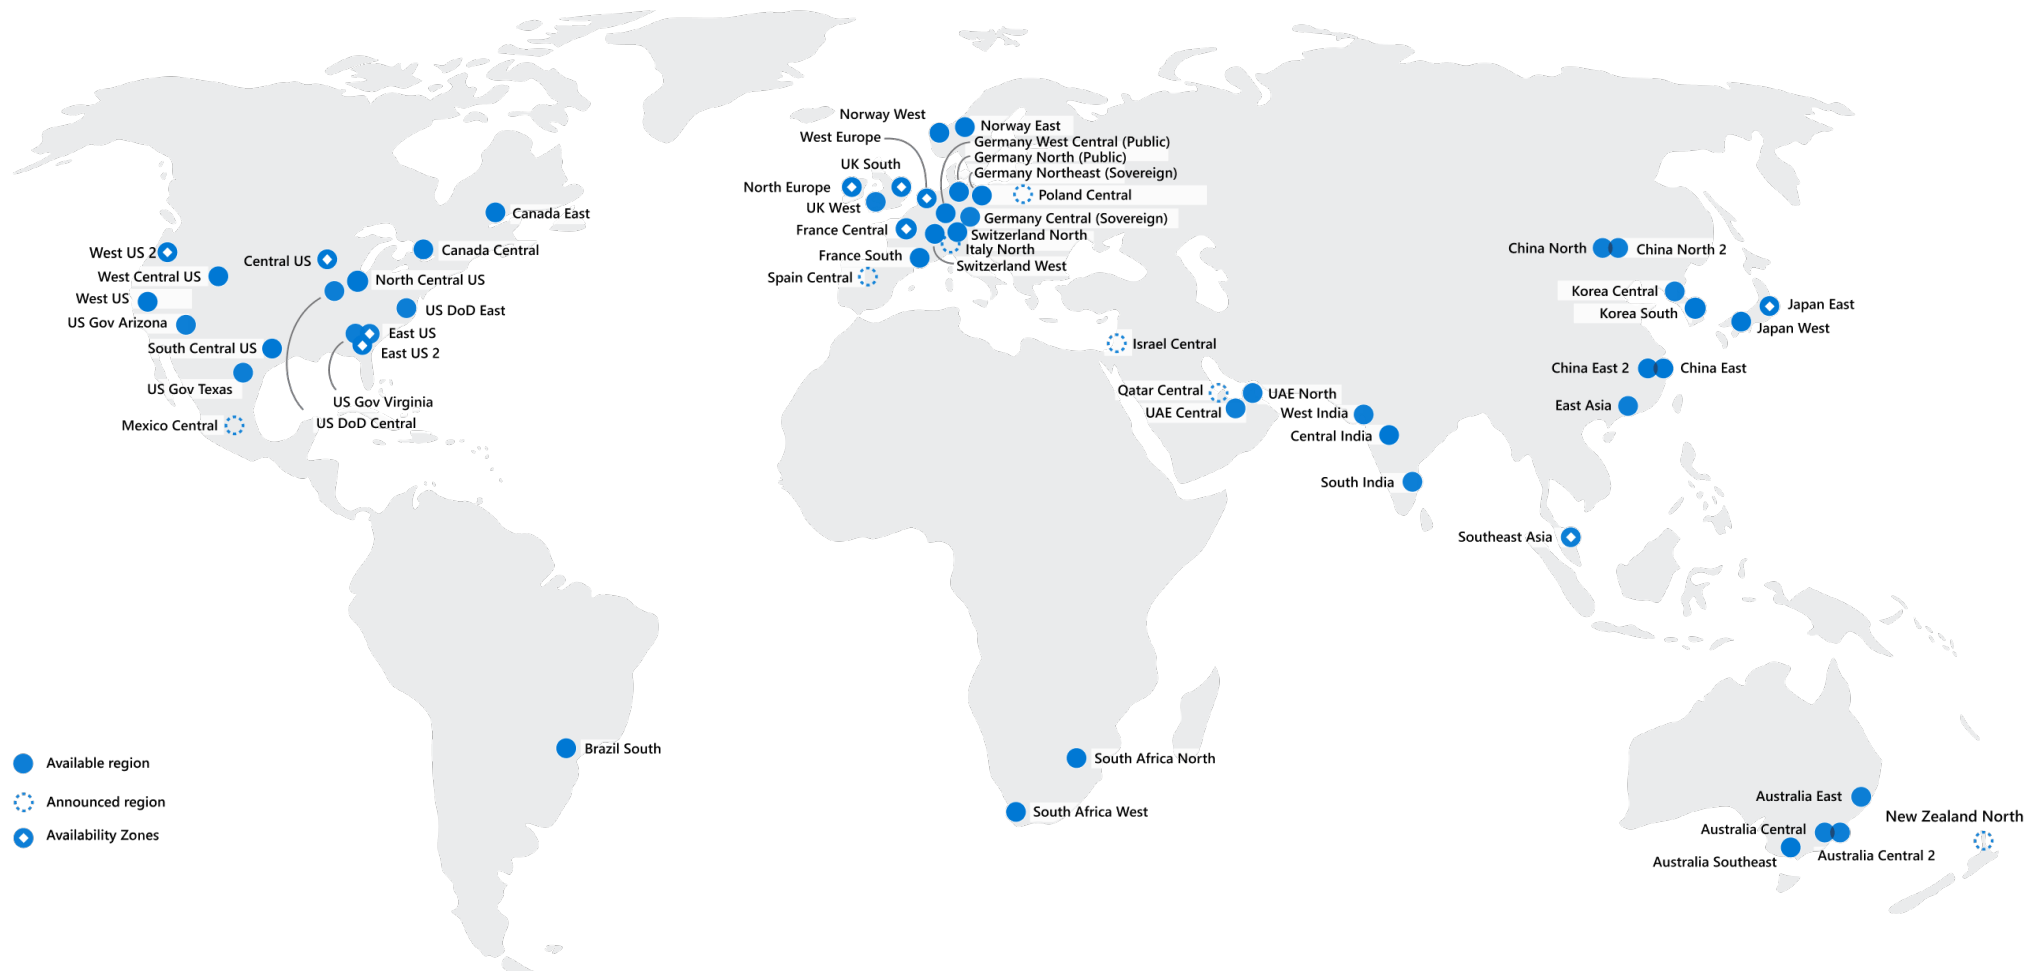 Norway West
Norway East
West Europe
Germany West Central (Public)
Germany North (Public)
UK South
Germany Northeast (Sovereign)
North Europe
Poland Central
UK West
Canada East
Germany Central (Sovereign)
France Central
Switzerland North
Canada Central
Italy North
West US 2
Central US
France South
Switzerland West
West Central US
North Central US
Spain Central
West US
US DoD East
US Gov Arizona
East US
South Central US
East US 2
US Gov Texas
US Gov Virginia
US DoD Central
Mexico Central
China North
China North 2
Korea Central
Korea South
Japan East
Japan West
Israel Central
China East 2
China East
Qatar Central
UAE North
UAE Central
West India
East Asia
Central India
South India
Southeast Asia
Brazil South
South Africa North
South Africa West
Australia East
New Zealand North
Australia Central
Australia Central 2
Australia Southeast
Available region
Announced region
Availability Zones